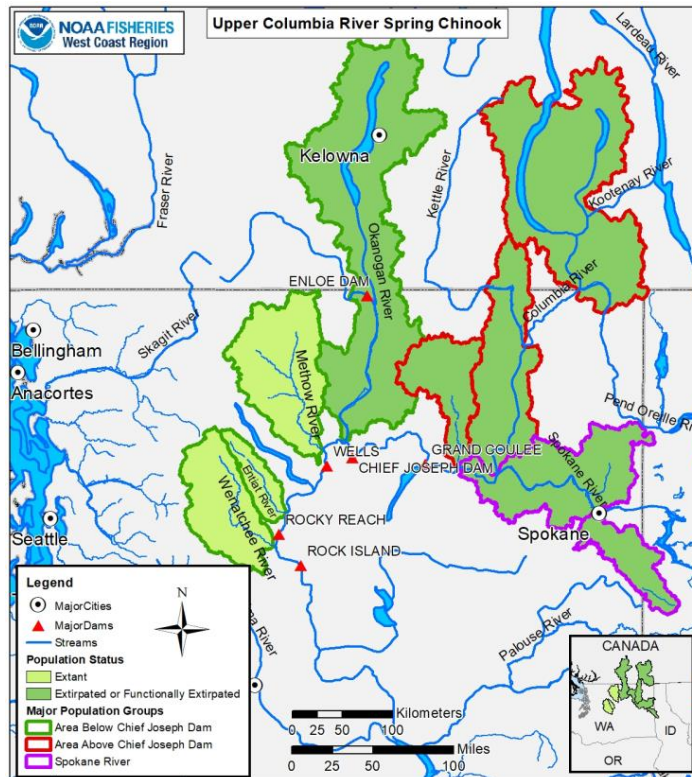 NOAA
NOAA FISHERIES
West Coast Region
Upper Columbia River Spring Chinook
Lardeau River
Kelowna
Fraser River
Kettle River
Kootenay River
Okanogan River
ENLOE DAM
Columbia River
Skagit River
Bellingham
Anacortes
Methow River
Pend Oreille Ri
WELLS
GRAND COULEE
CHIEF JOSEPH DAM
Spokane River
Entiat River
Wenatchee River
Seattle
ROCKY REACH
Spokane
ROCK ISLAND
Palouse River
ma River
Legend
MajorCities
MajorDams
Streams
N
Population Status
Extant
Extirpated or Functionally Extirpated
Major Population Groups
Area Below Chief Joseph Dam
Area Above Chief Joseph Dam
Spokane River
Kilometers
0 25 50 100
Miles
0 25 50 100
CANADA
WA
ID
OR